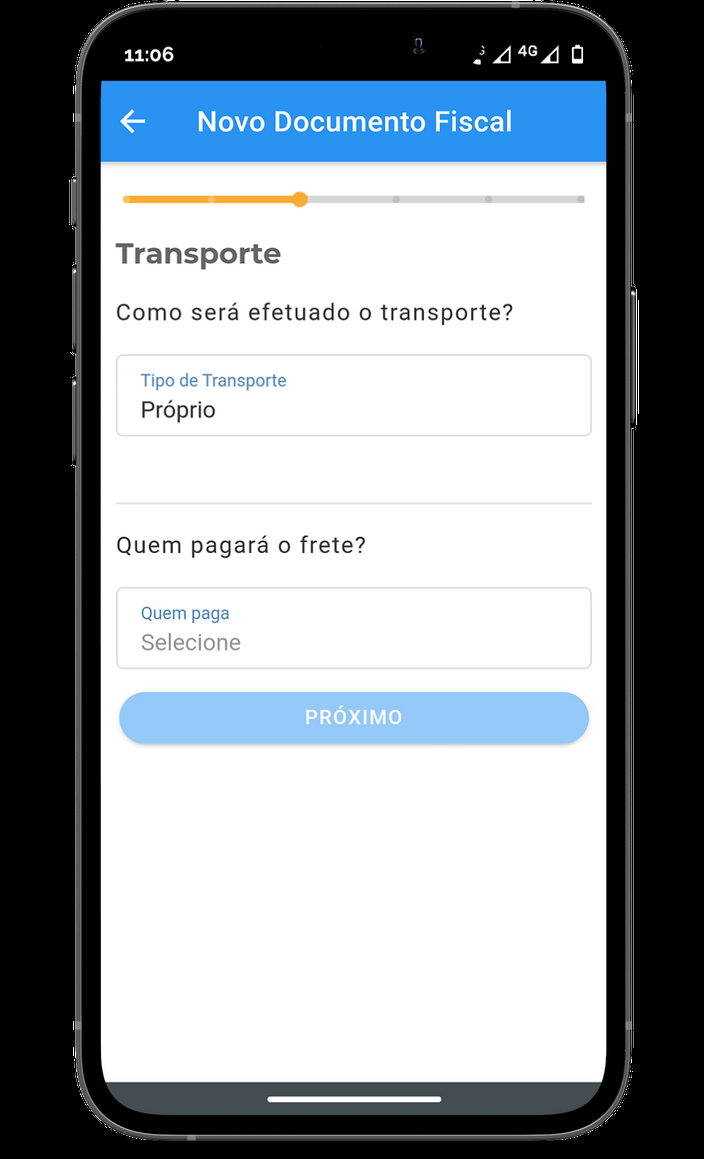 11:06
4G
Novo Documento Fiscal
Transporte
Como será efetuado o transporte?
Tipo de Transporte
Próprio
Quem pagará o frete?
Quem paga
Selecione
PRÓXIMO